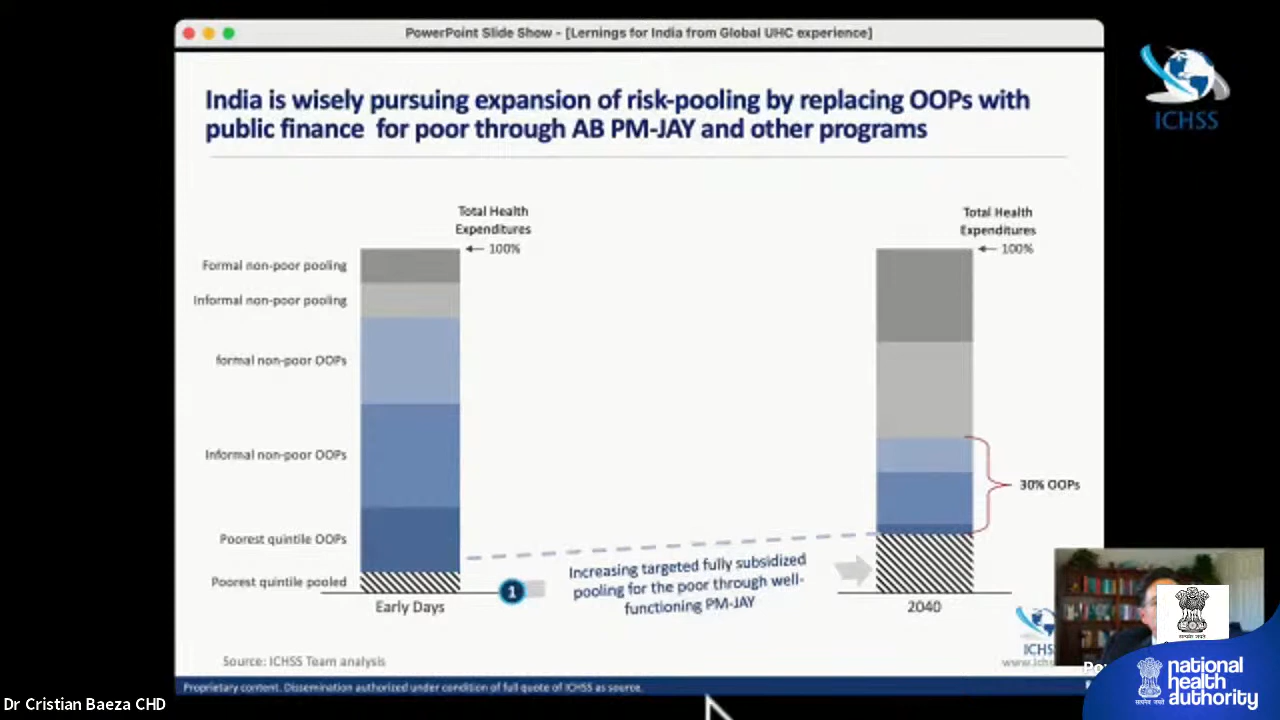 PowerPoint Slide Show - [Lernings for India from Global UHC experience]
ICHSS
India is wisely pursuing expansion of risk-pooling by replacing OOPs with
public finance for poor through AB PM-JAY and other programs
Total Health
Expenditures
100%
Total Health
Expenditures
100%
Formal non-poor pooling
Informal non-poor pooling
formal non-poor OOPs
Informal non-poor OOPs
30% OOPs
Poorest quintile OOPs
Poorest quintile pooled
1
Increasing targeted fully subsidized
pooling for the poor through well-
functioning PM-JAY
Early Days
2040
Source: ICHSS Team analysis
Proprietary content. Dissemination authorized under condition of full quote of ICHSS as source.
Dr Cristian Baeza CHD
सत्यमेव जयते
national
health
authority